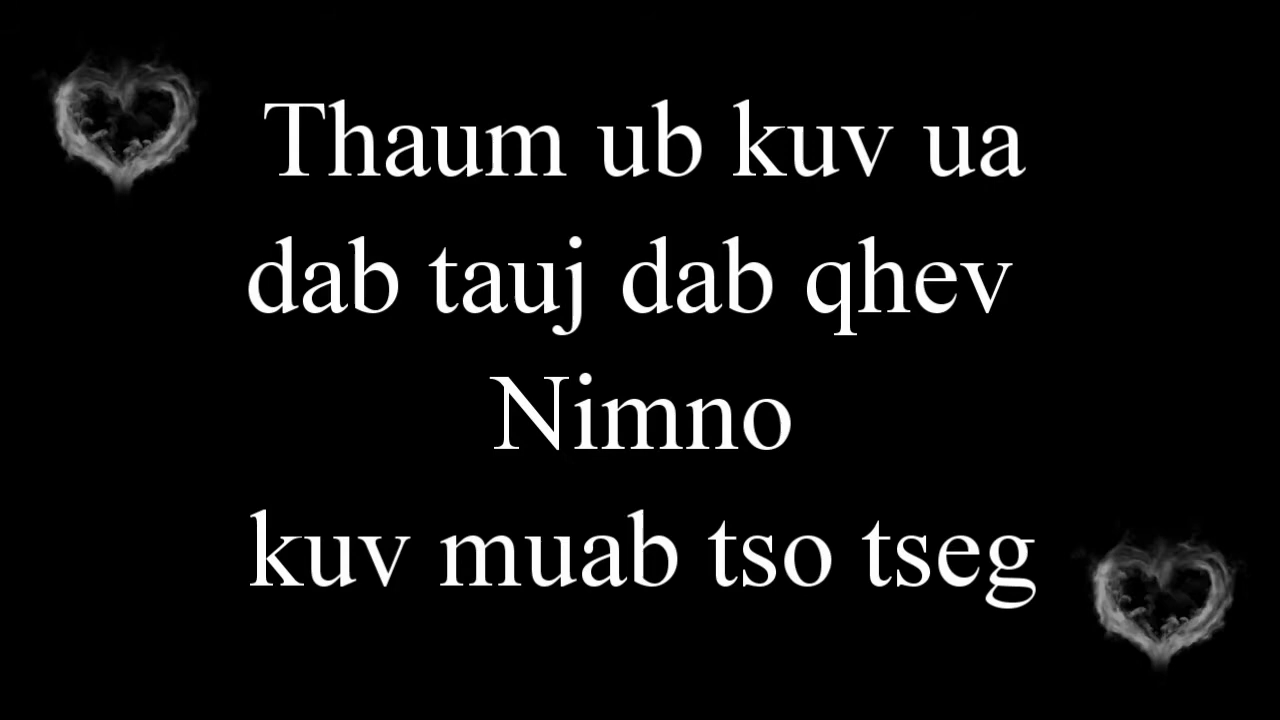 Thaum ub kuv ua
dab tauj dab qhev
Nimno
kuv muab tso tseg